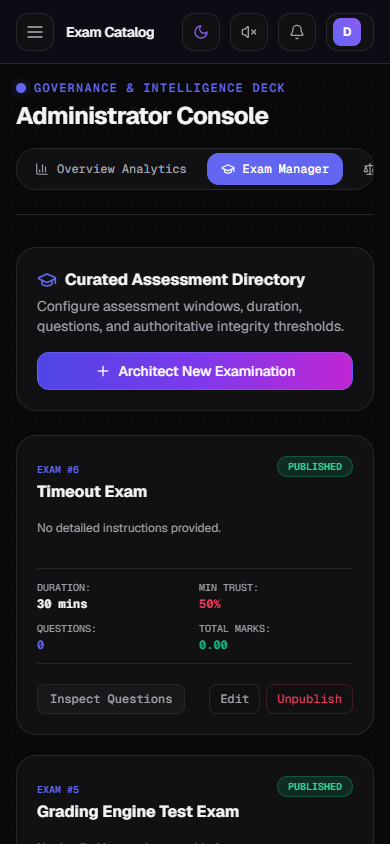 Exam Catalog
D
GOVERNANCE & INTELLIGENCE DECK
Administrator Console
Overview Analytics
Exam Manager
Curated Assessment Directory
Configure assessment windows, duration,
questions, and authoritative integrity thresholds.
+ Architect New Examination
EXAM #6
PUBLISHED
Timeout Exam
No detailed instructions provided.
DURATION:
MIN TRUST:
30 mins
50%
QUESTIONS:
TOTAL MARKS:
0
0.00
Inspect Questions
Edit
Unpublish
EXAM #5
PUBLISHED
Grading Engine Test Exam